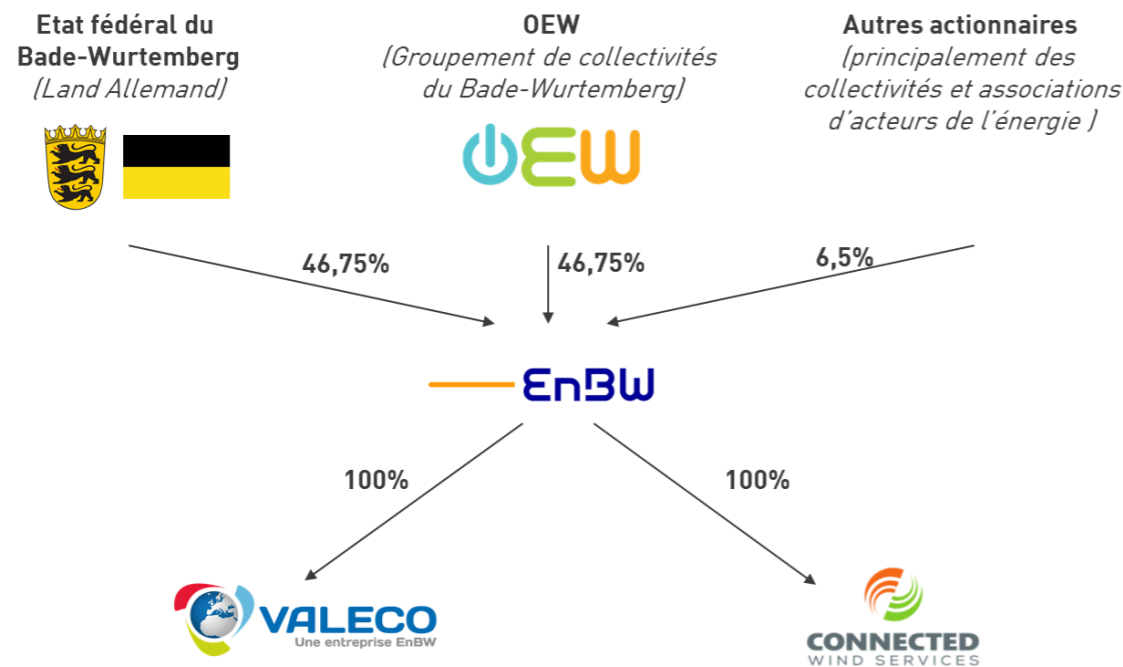 Etat fédéral du
Bade-Wurtemberg
(Land Allemand)
OEW
(Groupement de collectivités
du Bade-Wurtemberg)
Autres actionnaires
(principalement des
collectivités et associations
d'acteurs de l'énergie )
OEW
46,75%
46,75%
6,5%
EnBW
100%
100%
VALECO
Une entreprise EnBW
CONNECTED
WIND SERVICES